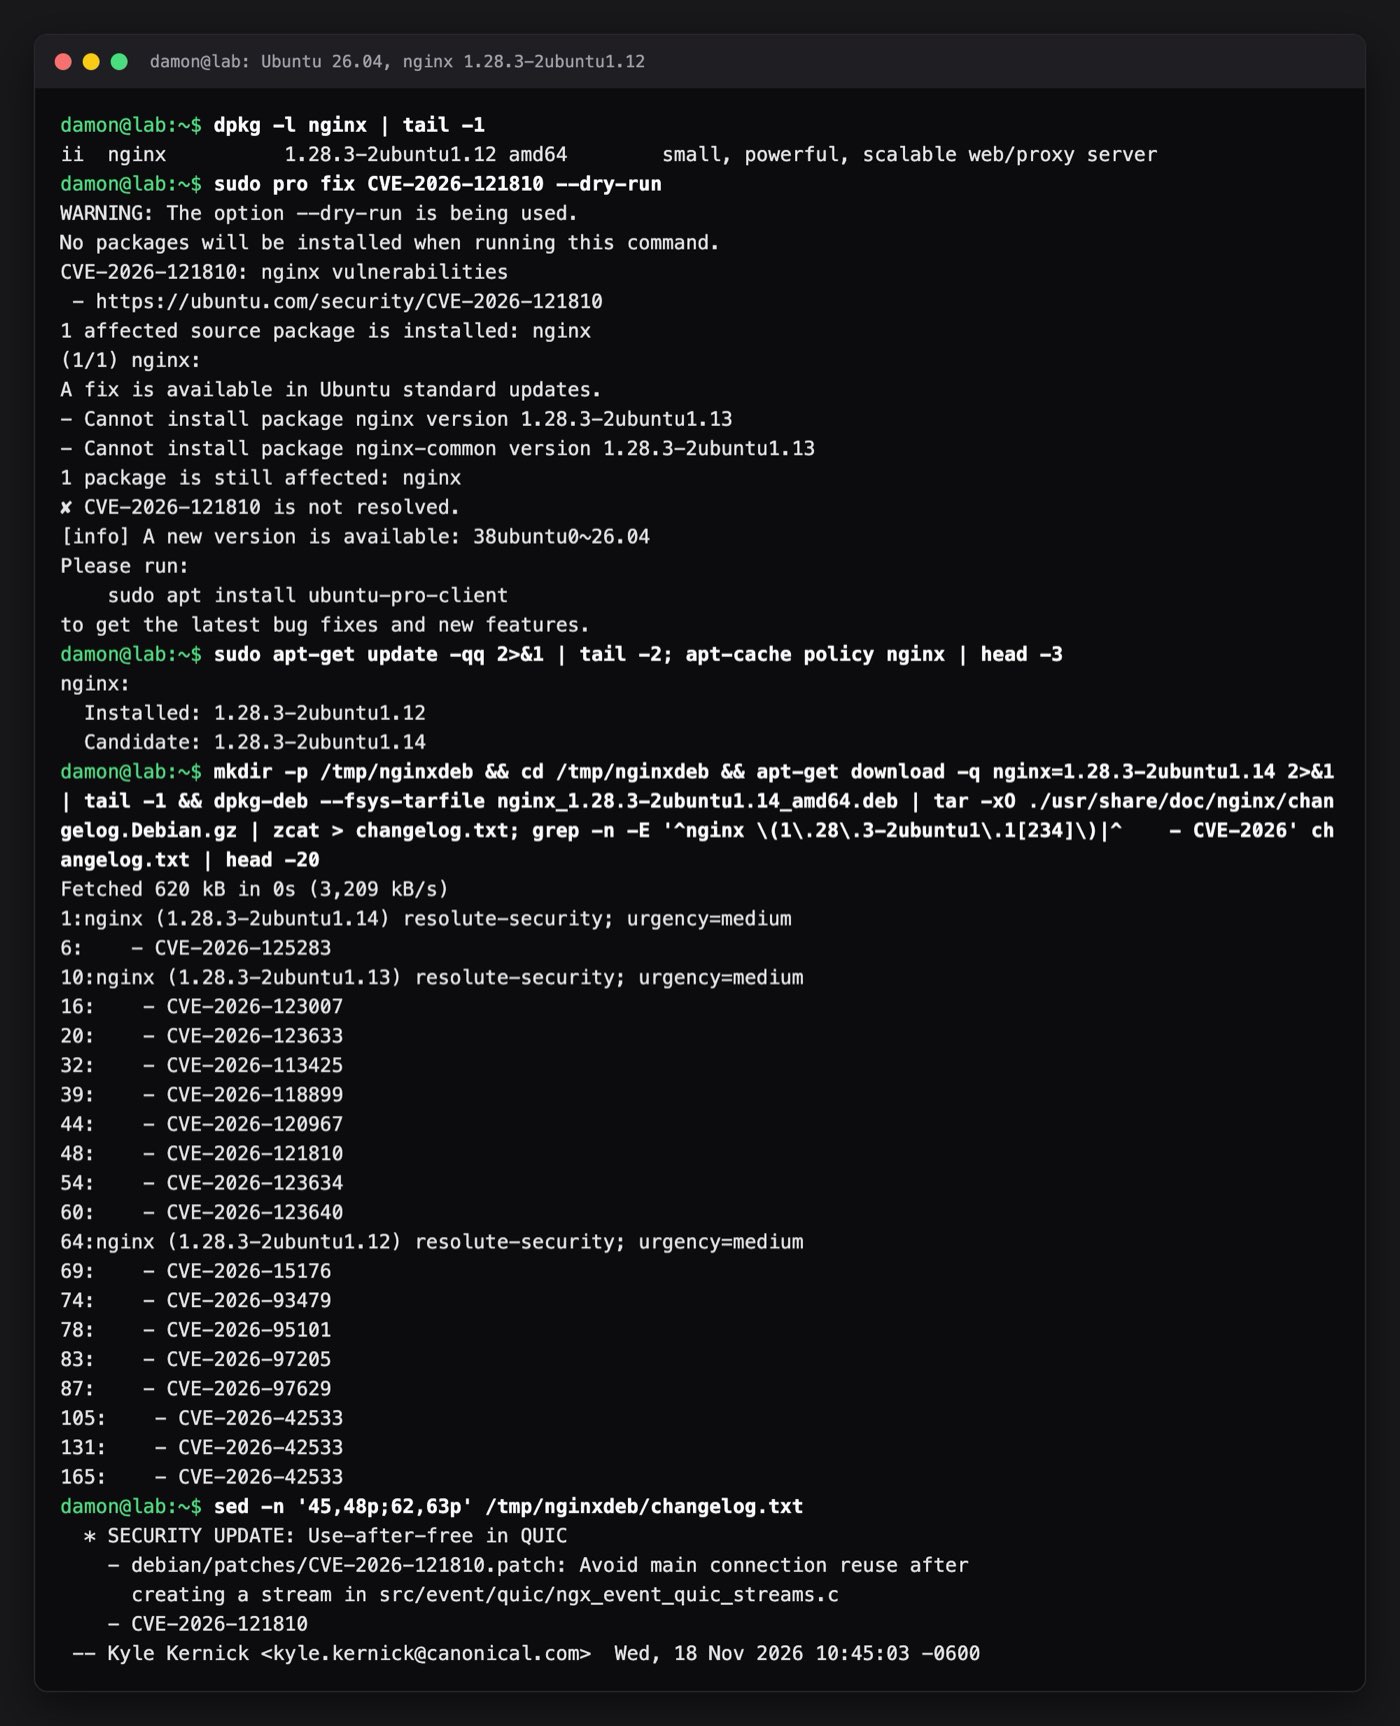 damon@lab: Ubuntu 26.04, nginx 1.28.3-2ubuntu1.12
damon@lab:~$ dpkg -l nginx | tail -1
ii  nginx          1.28.3-2ubuntu1.12 amd64        small, powerful, scalable web/proxy server
damon@lab:~$ sudo pro fix CVE-2026-121810 --dry-run
WARNING: The option --dry-run is being used.
No packages will be installed when running this command.
CVE-2026-121810: nginx vulnerabilities
 - https://ubuntu.com/security/CVE-2026-121810
1 affected source package is installed: nginx
(1/1) nginx:
A fix is available in Ubuntu standard updates.
- Cannot install package nginx version 1.28.3-2ubuntu1.13
- Cannot install package nginx-common version 1.28.3-2ubuntu1.13
1 package is still affected: nginx
✘ CVE-2026-121810 is not resolved.
[info] A new version is available: 38ubuntu0~26.04
Please run:
    sudo apt install ubuntu-pro-client
to get the latest bug fixes and new features.
damon@lab:~$ sudo apt-get update -qq 2>&1 | tail -2; apt-cache policy nginx | head -3
nginx:
  Installed: 1.28.3-2ubuntu1.12
  Candidate: 1.28.3-2ubuntu1.14
damon@lab:~$ mkdir -p /tmp/nginxdeb && cd /tmp/nginxdeb && apt-get download -q nginx=1.28.3-2ubuntu1.14 2>&1
| tail -1 && dpkg-deb --fsys-tarfile nginx_1.28.3-2ubuntu1.14_amd64.deb | tar -xO ./usr/share/doc/nginx/chan
gelog.Debian.gz | zcat > changelog.txt; grep -n -E '^nginx \(1\.28\.3-2ubuntu1\.1[234]\)|^    - CVE-2026' ch
angelog.txt | head -20
Fetched 620 kB in 0s (3,209 kB/s)
1:nginx (1.28.3-2ubuntu1.14) resolute-security; urgency=medium
6:    - CVE-2026-125283
10:nginx (1.28.3-2ubuntu1.13) resolute-security; urgency=medium
16:    - CVE-2026-123007
20:    - CVE-2026-123633
32:    - CVE-2026-113425
39:    - CVE-2026-118899
44:    - CVE-2026-120967
48:    - CVE-2026-121810
54:    - CVE-2026-123634
60:    - CVE-2026-123640
64:nginx (1.28.3-2ubuntu1.12) resolute-security; urgency=medium
69:    - CVE-2026-15176
74:    - CVE-2026-93479
78:    - CVE-2026-95101
83:    - CVE-2026-97205
87:    - CVE-2026-97629
105:    - CVE-2026-42533
131:    - CVE-2026-42533
165:    - CVE-2026-42533
damon@lab:~$ sed -n '45,48p;62,63p' /tmp/nginxdeb/changelog.txt
  * SECURITY UPDATE: Use-after-free in QUIC
    - debian/patches/CVE-2026-121810.patch: Avoid main connection reuse after
      creating a stream in src/event/quic/ngx_event_quic_streams.c
    - CVE-2026-121810
 -- Kyle Kernick <kyle.kernick@canonical.com>  Wed, 18 Nov 2026 10:45:03 -0600